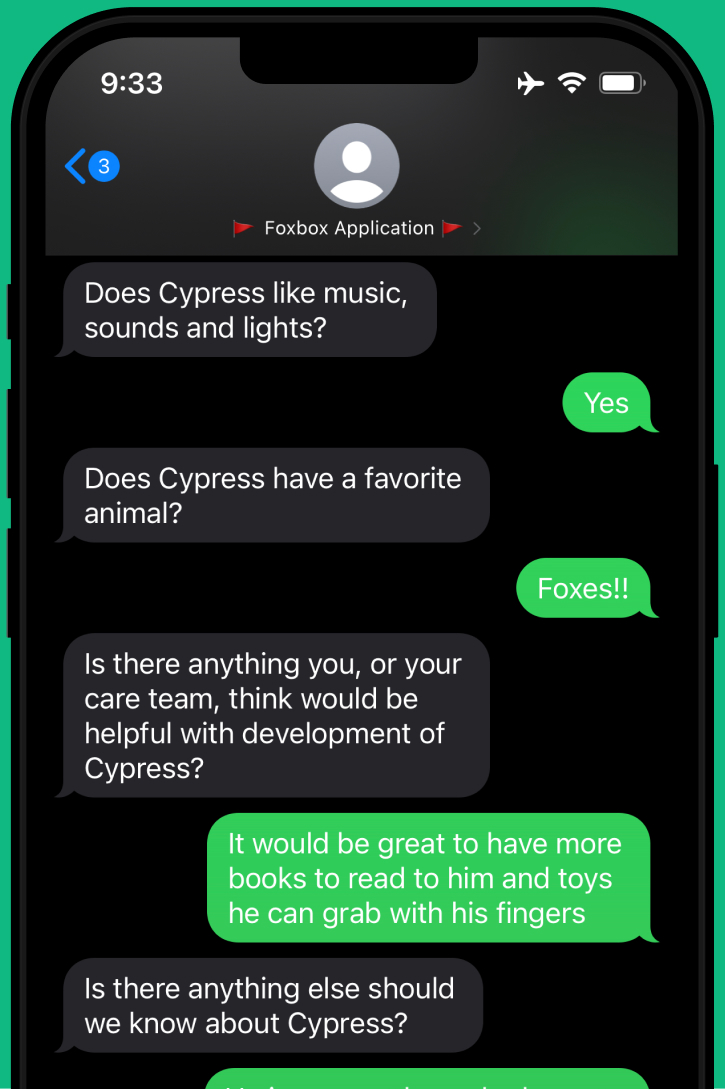 9:33
3
Foxbox Application
Does Cypress like music,
sounds and lights?
Yes
Does Cypress have a favorite
animal?
Foxes!!
Is there anything you, or your
care team, think would be
helpful with development of
Cypress?
It would be great to have more
books to read to him and toys
he can grab with his fingers
Is there anything else should
we know about Cypress?